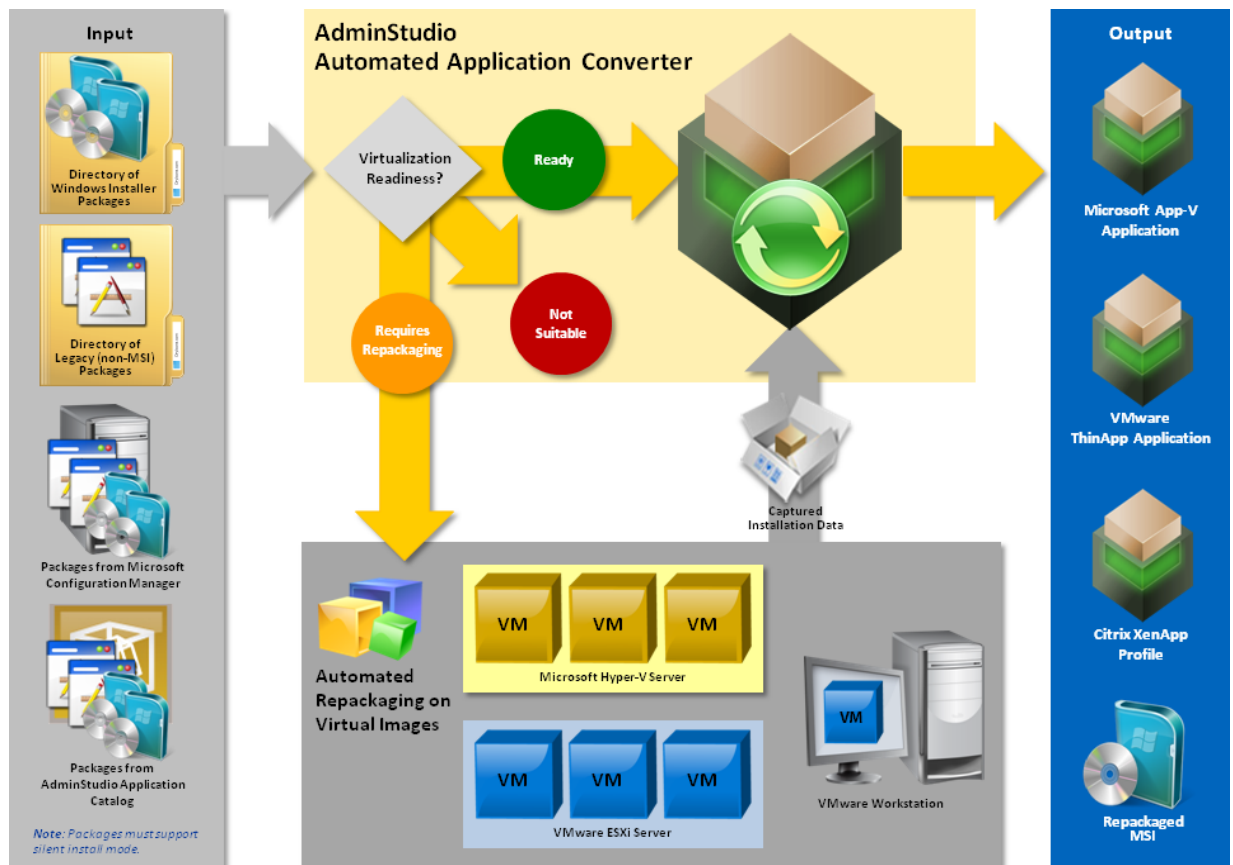 Input
Directory of
Windows Installer
Packages
Directory of
Legacy (non-MSI)
Packages
Packages from Microsoft
Configuration Manager
Packages from
AdminStudio Application
Catalog
Note: Packages must support
silent install mode.
AdminStudio
Automated Application Converter
Virtualization
Readiness?
Ready
Not
Suitable
Requires
Repackaging
Captured
Installation Data
Automated
Repackaging on
Virtual Images
VM
VM
VM
Microsoft Hyper-V Server
VM
VM
VM
VMware ESXi Server
VM
VMware Workstation
Output
Microsoft App-V
Application
VMware
ThinApp Application
Citrix XenApp
Profile
Repackaged
MSI